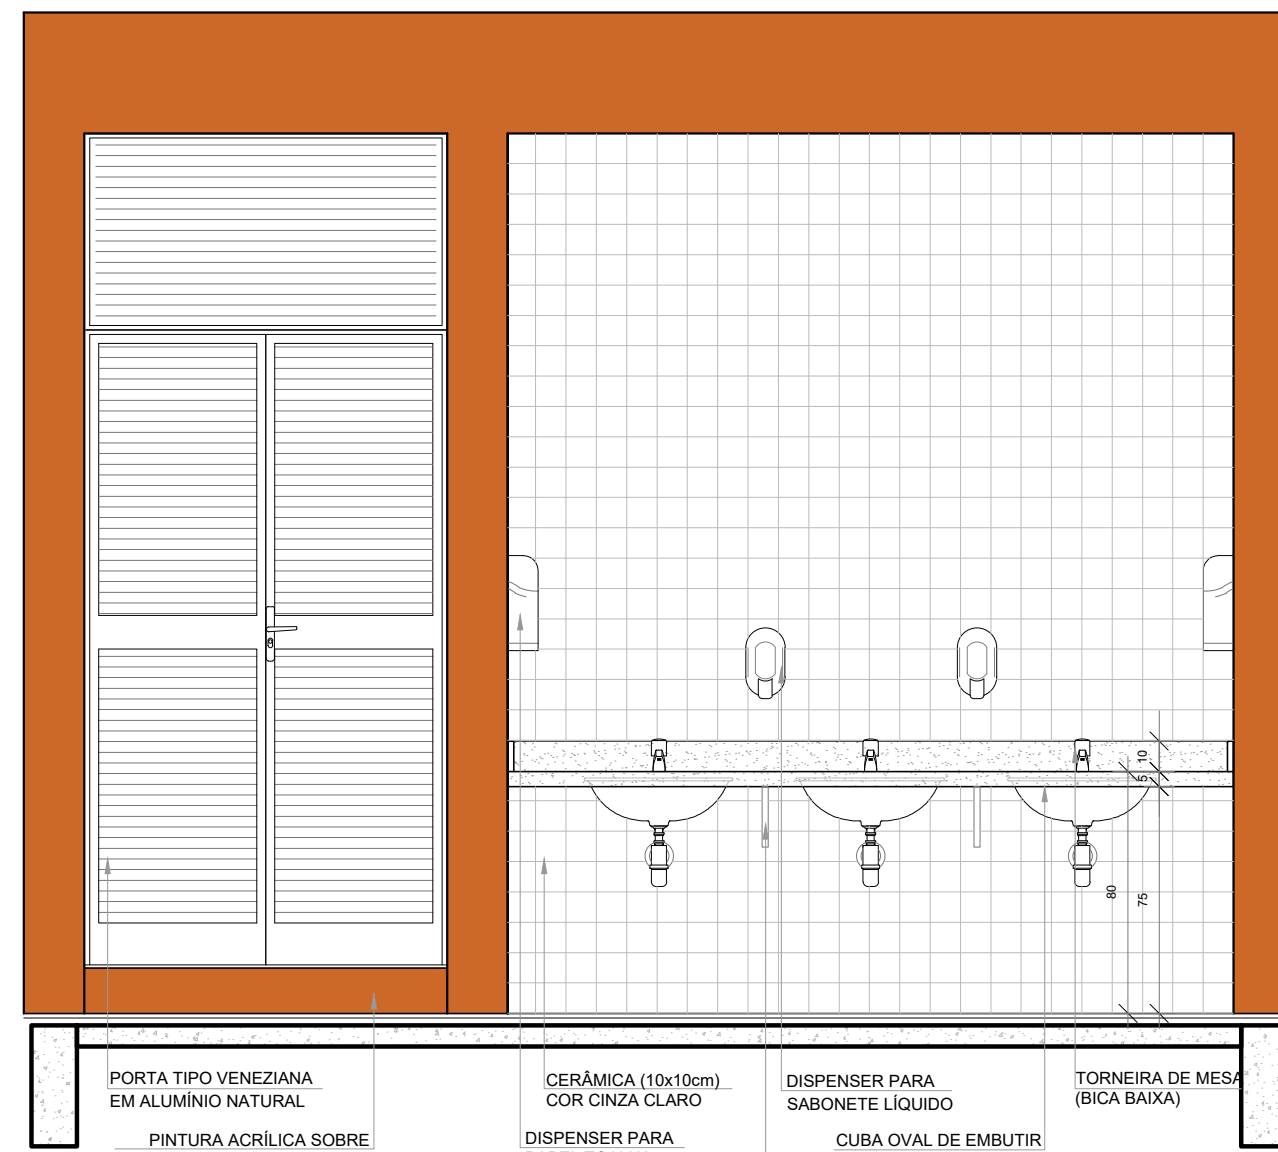 10
5
80
75
PORTA TIPO VENEZIANA
EM ALUMÍNIO NATURAL
PINTURA ACRÍLICA SOBRE
CERÂMICA (10x10cm)
COR CINZA CLARO
DISPENSER PARA
DISPENSER PARA
SABONETE LÍQUIDO
CUBA OVAL DE EMBUTIR
TORNEIRA DE MESA
(BICA BAIXA)